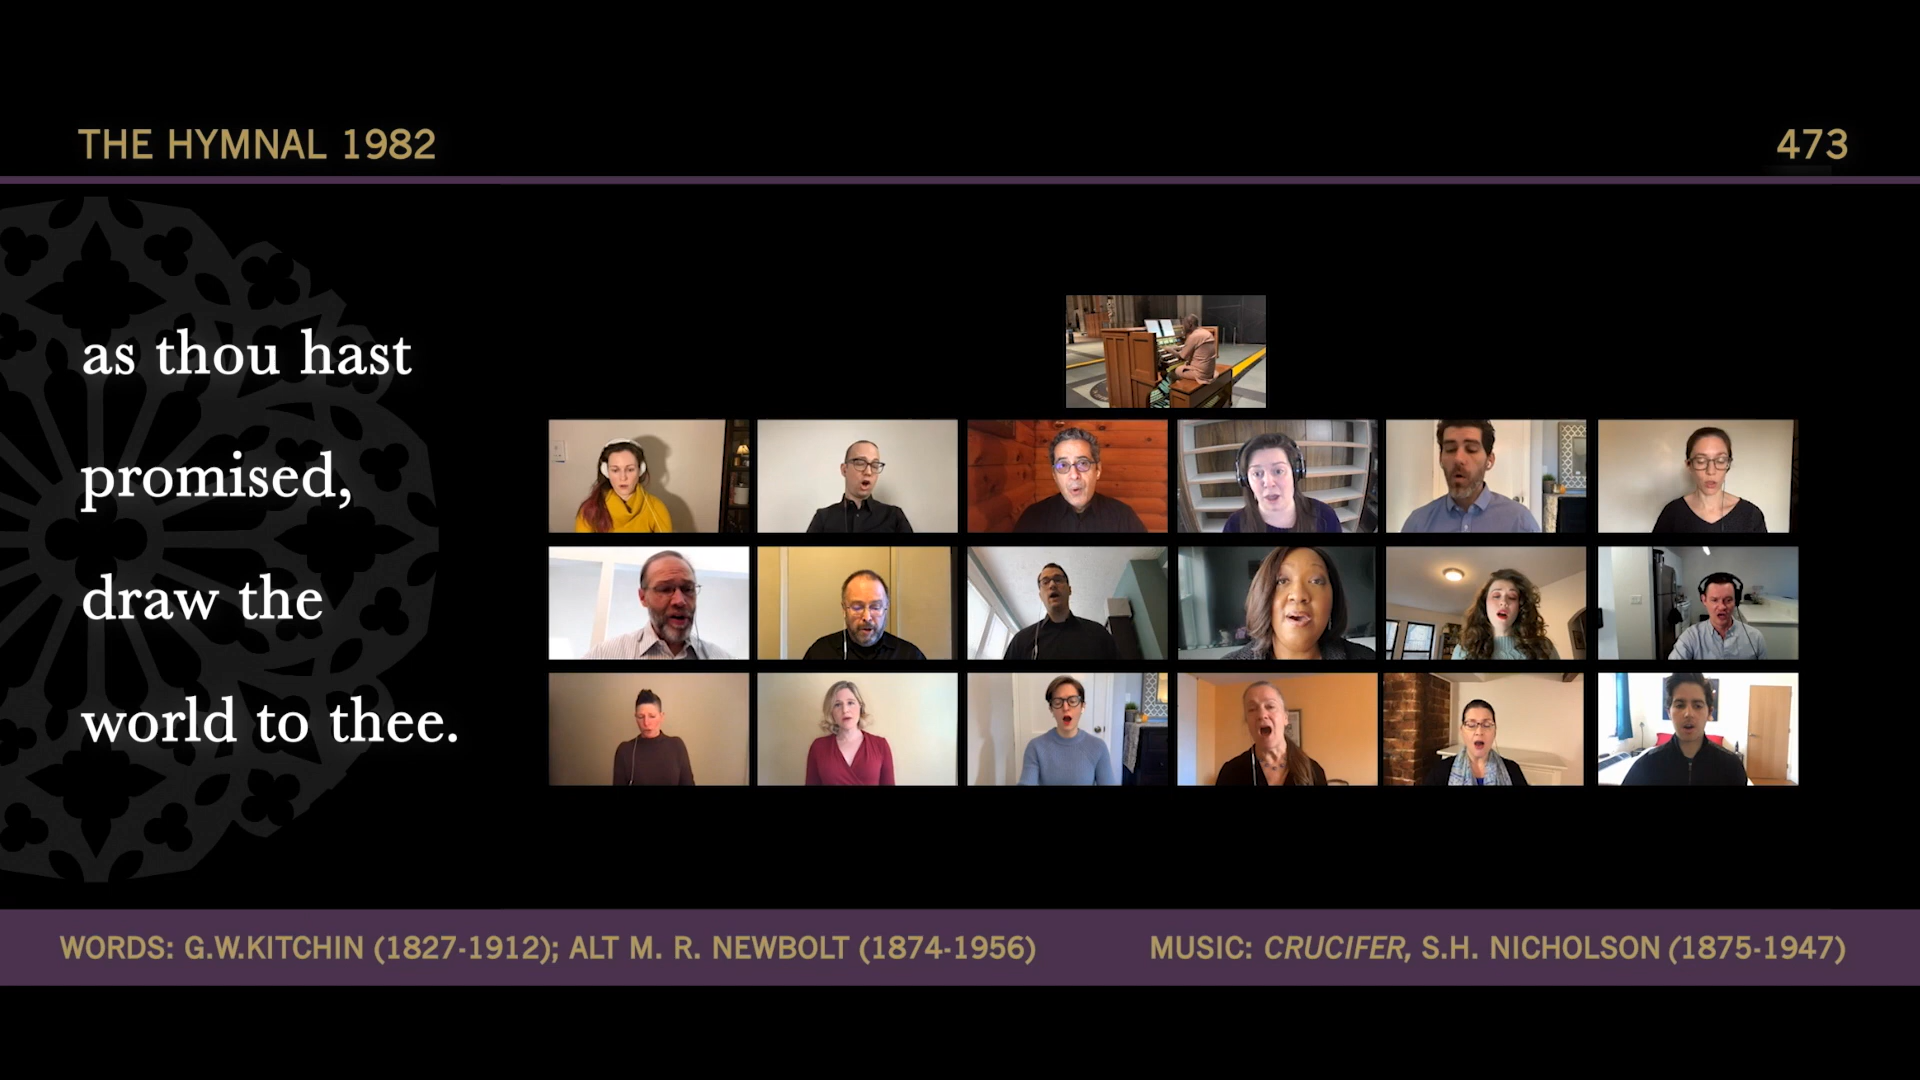 THE HYMNAL 1982
473
as thou hast
promised,
draw the
world to thee.
WORDS: G.W.KITCHIN (1827-1912); ALT M. R. NEWBOLT (1874-1956)
MUSIC: CRUCIFER, S.H. NICHOLSON (1875-1947)